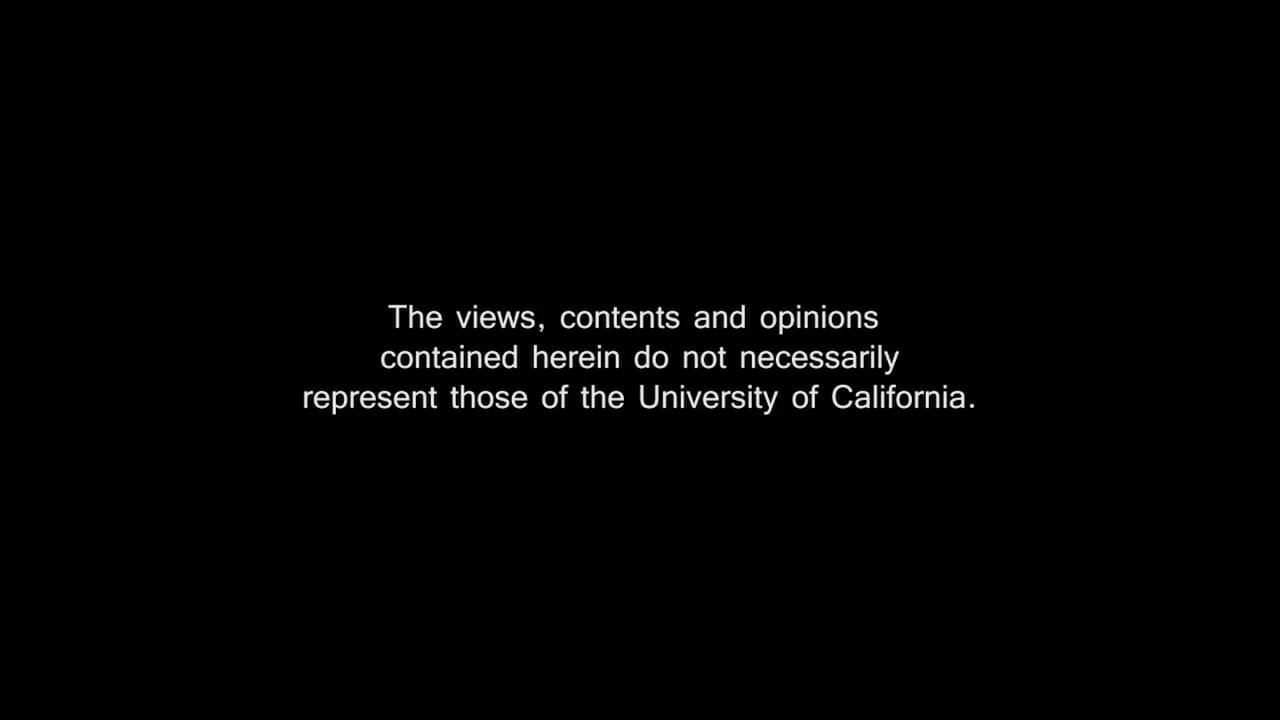 The views, contents and opinions
contained herein do not necessarily
represent those of the University of California.